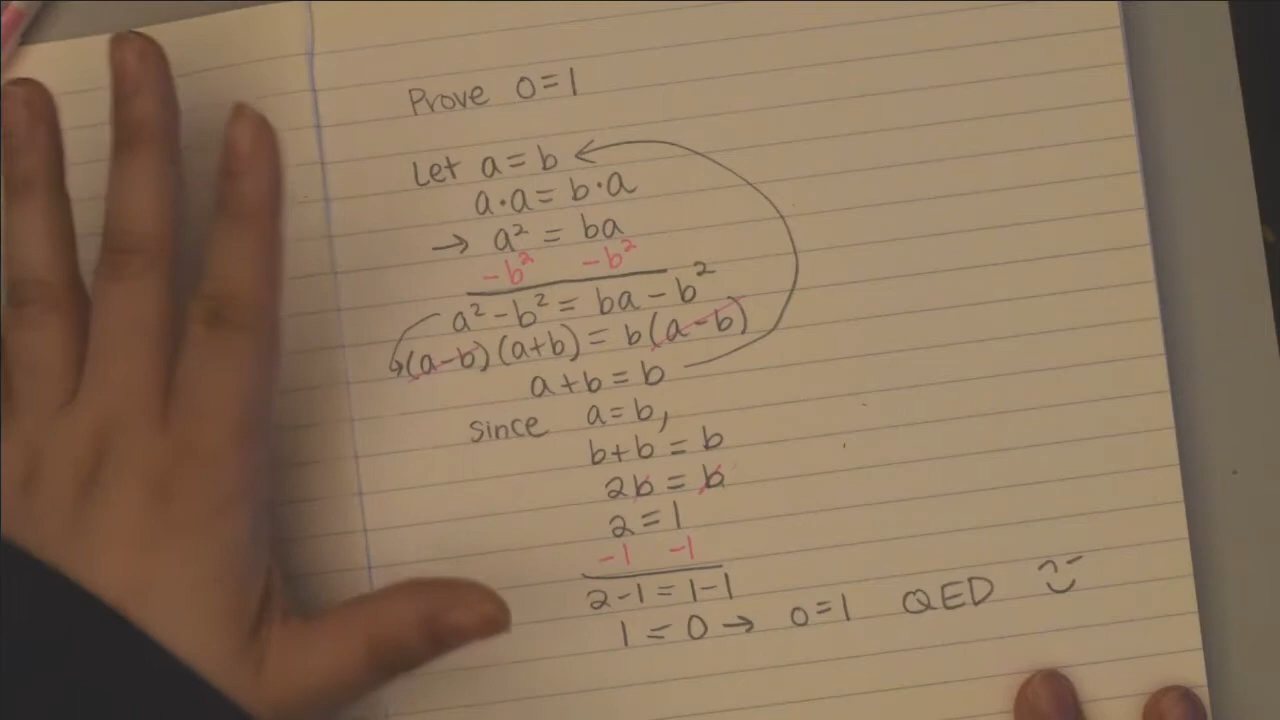 Prove 0=1
Let a=b
a·a=b·a
→ a² = ba
-b² -b²
a²-b² = ba-b²
(a-b)(a+b) = b(a-b)
a+b=b
since a=b,
b+b=b
2b=b
2=1
-1 -1
2-1=1-1
1=0 → 0=1 QED